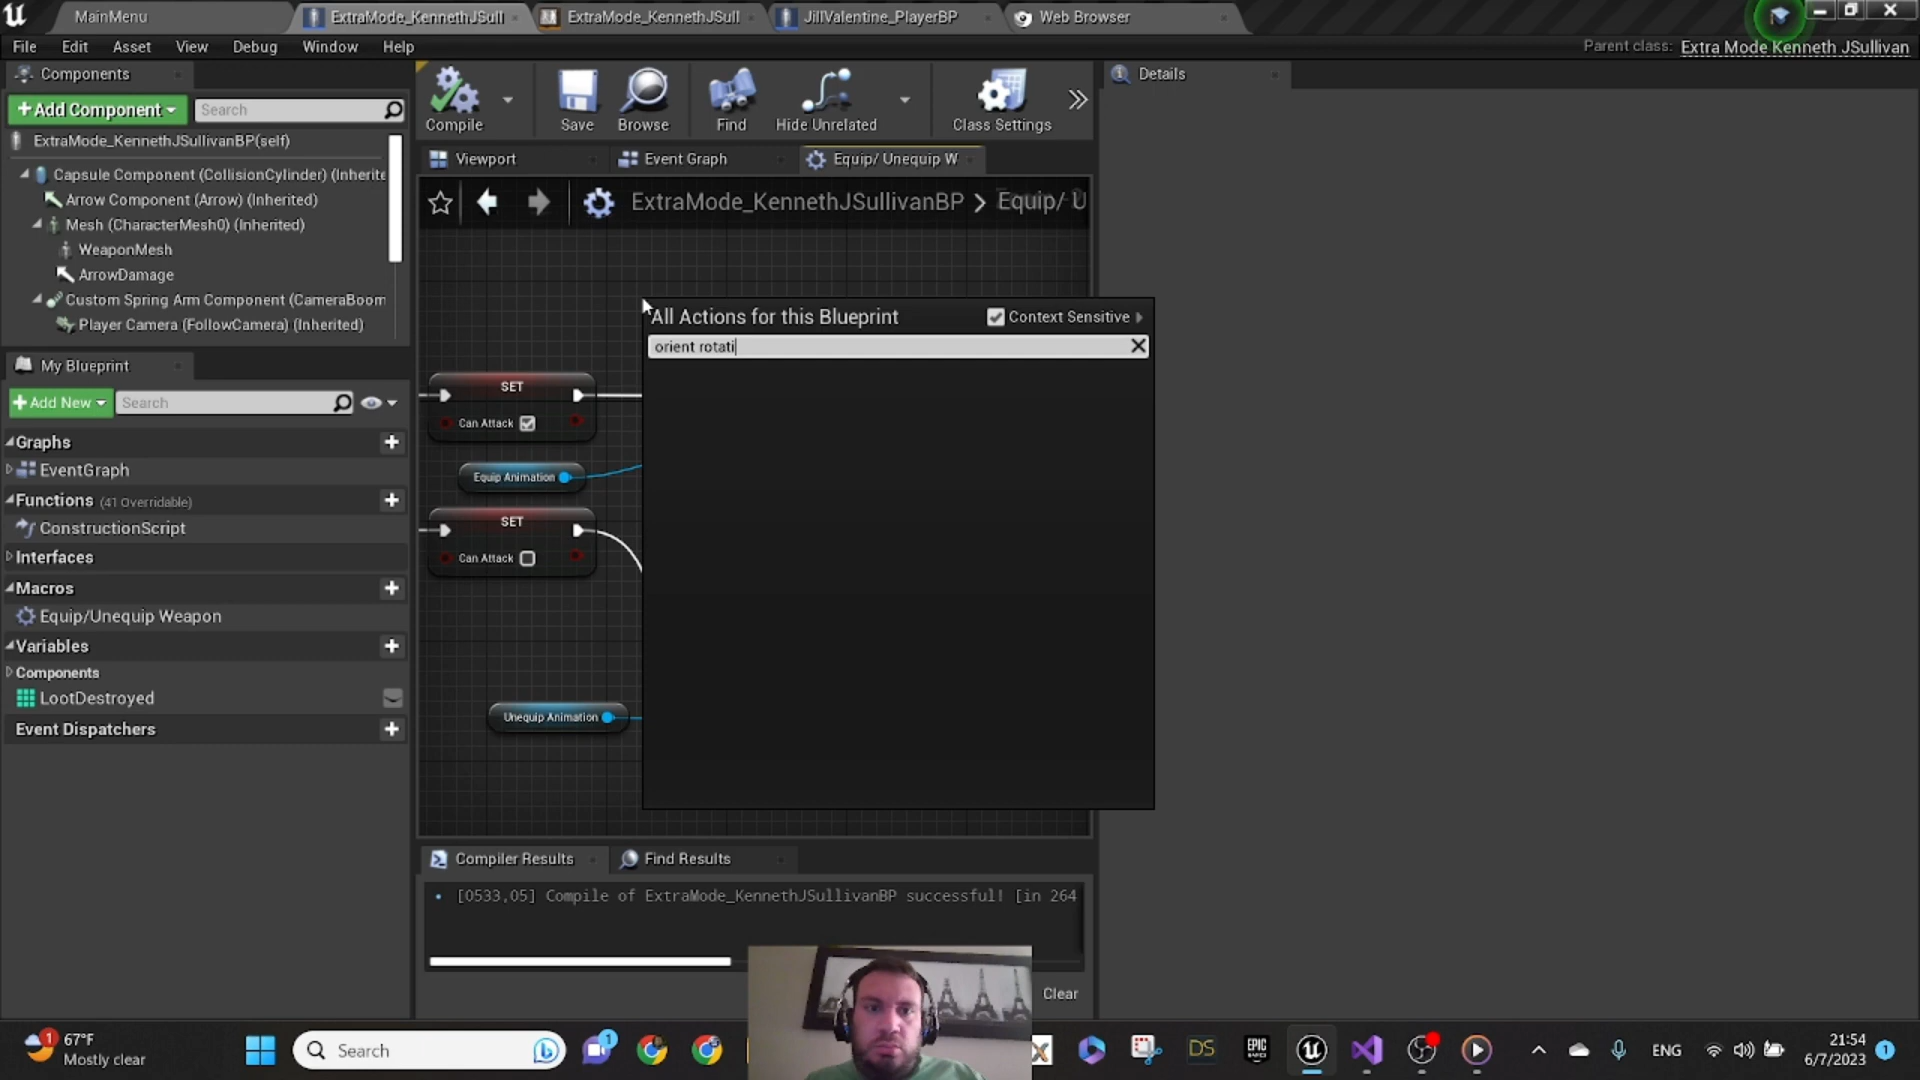 MainMenu
ExtraMode_KennethJSull
ExtraMode_KennethJSull
JillValentine_PlayerBP
Web Browser
File
Edit
Asset
View
Debug
Window
Help
Parent class: Extra Mode Kenneth JSullivan
Components
+Add Component
Search
ExtraMode_KennethJSullivanBP(self)
Capsule Component (CollisionCylinder) (Inherite
Arrow Component (Arrow) (Inherited)
Mesh (CharacterMesh0) (Inherited)
WeaponMesh
ArrowDamage
Custom Spring Arm Component (CameraBoom
Player Camera (FollowCamera) (Inherited)
Compile
Save
Browse
Find
Hide Unrelated
Class Settings
Details
Viewport
Event Graph
Equip/ Unequip W
ExtraMode_KennethJSullivanBP > Equip/ U
My Blueprint
+Add New
Search
Graphs
EventGraph
Functions (41 Overridable)
ConstructionScript
Interfaces
Macros
Equip/Unequip Weapon
Variables
Components
LootDestroyed
Event Dispatchers
SET
Can Attack
Equip Animation
SET
Can Attack
Unequip Animation
All Actions for this Blueprint
Context Sensitive
orient rotati
Compiler Results
Find Results
[0533,05] Compile of ExtraMode_KennethJSullivanBP successful! [in 264
Clear
1
67°F
Mostly clear
Search
1
DS
EPIC
GAMES
ENG
21:54
6/7/2023
1